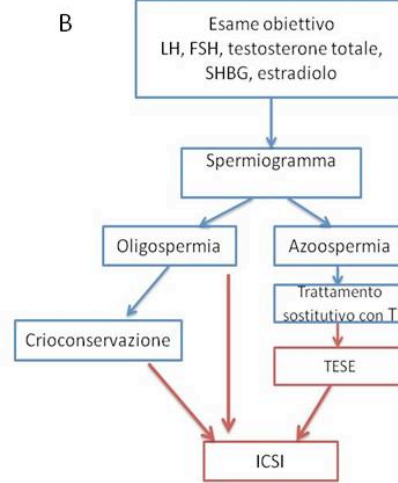 B
Esame obiettivo
LH, FSH, testosterone totale,
SHBG, estradiolo
Spermiogramma
Oligospermia
Azoospermia
Trattamento
sostitutivo con T
Crioconservazione
TESE
ICSI